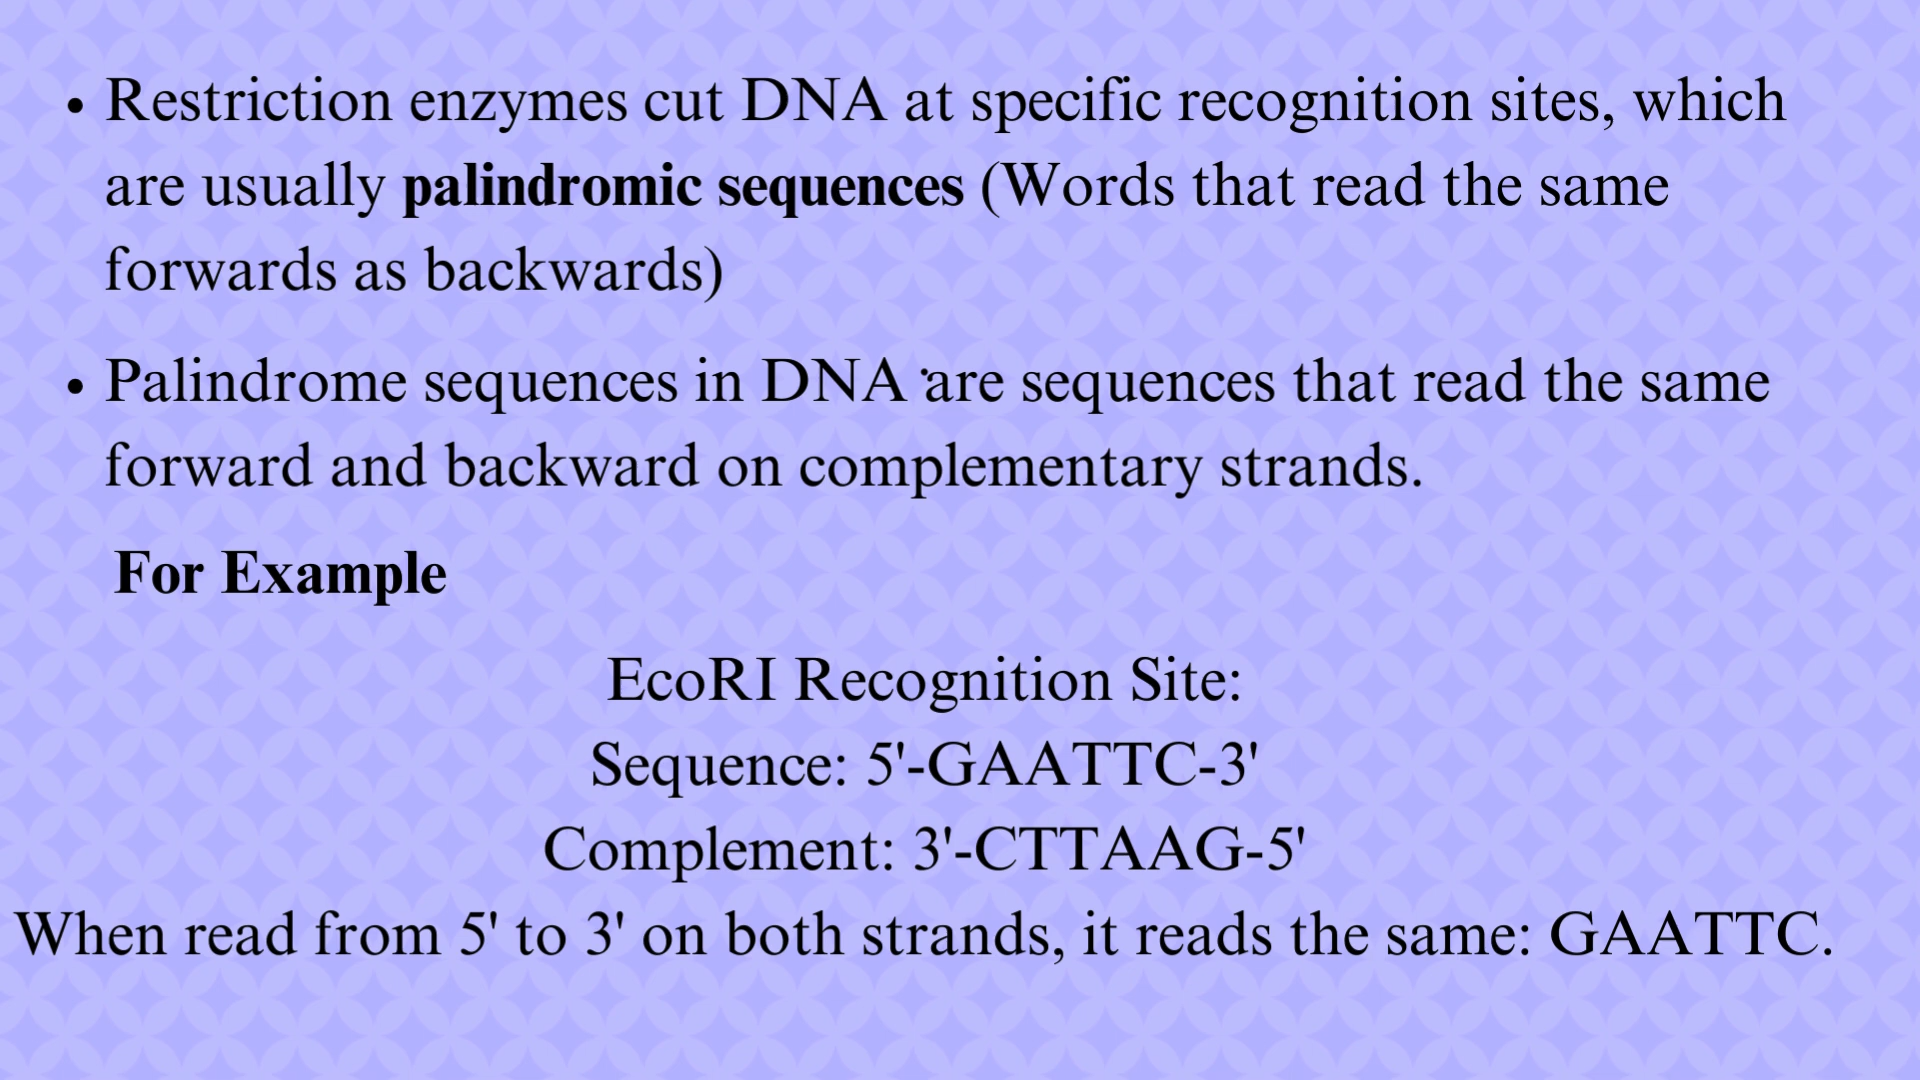 • Restriction enzymes cut DNA at specific recognition sites, which
are usually palindromic sequences (Words that read the same
forwards as backwards)
• Palindrome sequences in DNA are sequences that read the same
forward and backward on complementary strands.
For Example
EcoRI Recognition Site:
Sequence: 5'-GAATTC-3'
Complement: 3'-CTTAAG-5'
When read from 5' to 3' on both strands, it reads the same: GAATTC.